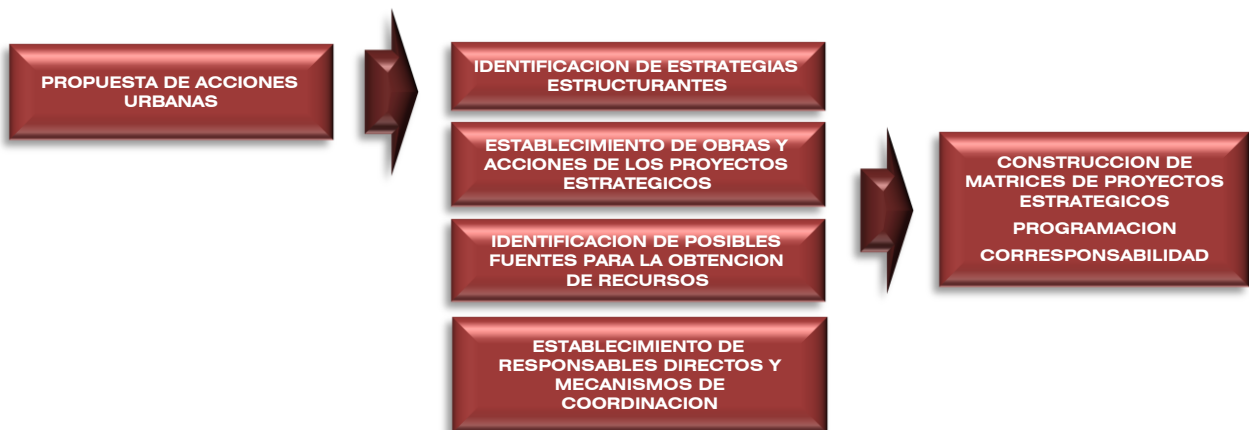 PROPUESTA DE ACCIONES
URBANAS
IDENTIFICACION DE ESTRATEGIAS
ESTRUCTURANTES
ESTABLECIMIENTO DE OBRAS Y
ACCIONES DE LOS PROYECTOS
ESTRATEGICOS
IDENTIFICACION DE POSIBLES
FUENTES PARA LA OBTENCION
DE RECURSOS
ESTABLECIMIENTO DE
RESPONSABLES DIRECTOS Y
MECANISMOS DE
COORDINACION
CONSTRUCCION DE
MATRICES DE PROYECTOS
ESTRATEGICOS
PROGRAMACION
CORRESPONSABILIDAD